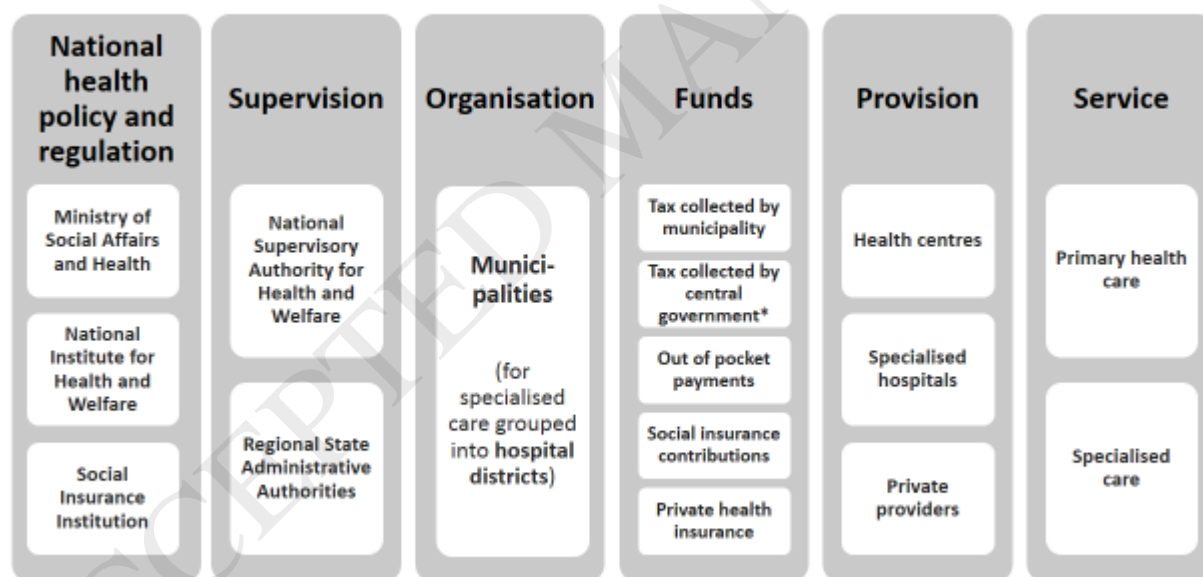 National
health
policy and
regulation
Ministry of
Social Affairs
and Health
National
Institute for
Health and
Welfare
Social
Insurance
Institution
Supervision
National
Supervisory
Authority for
Health and
Welfare
Regional State
Administrative
Authorities
Organisation
Munici-
palities
(for
specialised
care grouped
into hospital
districts)
Funds
Tax collected by
municipality
Tax collected by
central
government*
Out of pocket
payments
Social insurance
contributions
Private health
insurance
Provision
Health centres
Specialised
hospitals
Private
providers
Service
Primary health
care
Specialised
care
CCEPTED MA